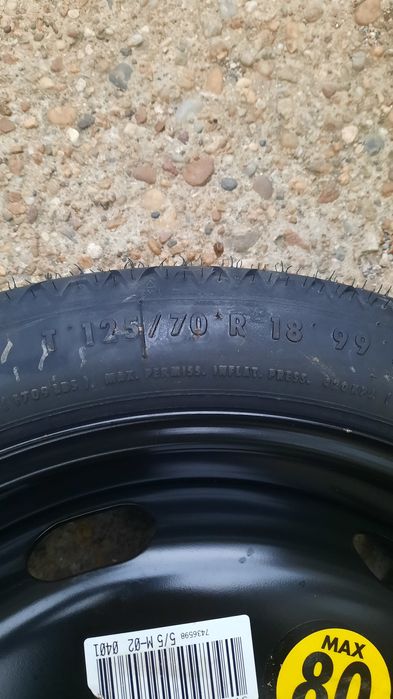 T 125/70 R 18 99
MAX. PERMISS. INFLAT. PRESS.
7436598
5/5 M-02 0401
MAX
80